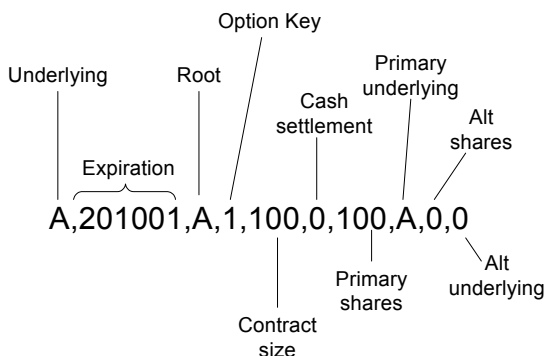 Option Key
Underlying
Root
Primary
underlying
Cash
settlement
Alt
shares
Expiration
A,201001,A,1,100,0,100,A,0,0
Primary
shares
Alt
underlying
Contract
size